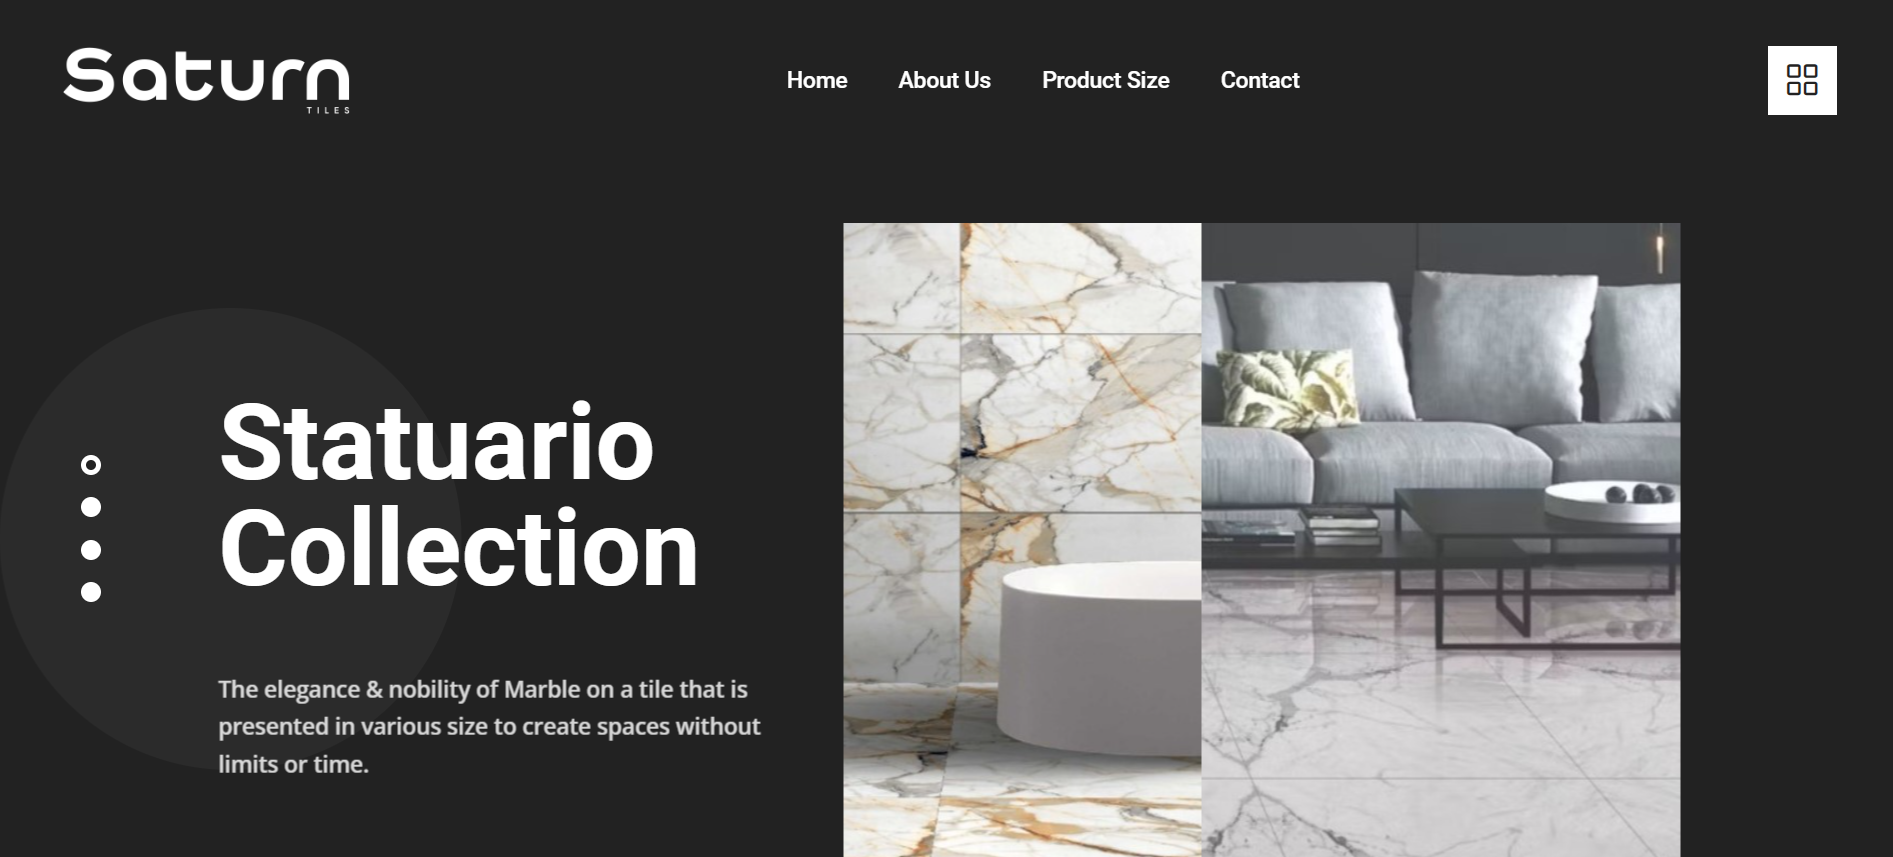 Saturn
TILES
Home
About Us
Product Size
Contact
Statuario
Collection
The elegance & nobility of Marble on a tile that is
presented in various size to create spaces without
limits or time.